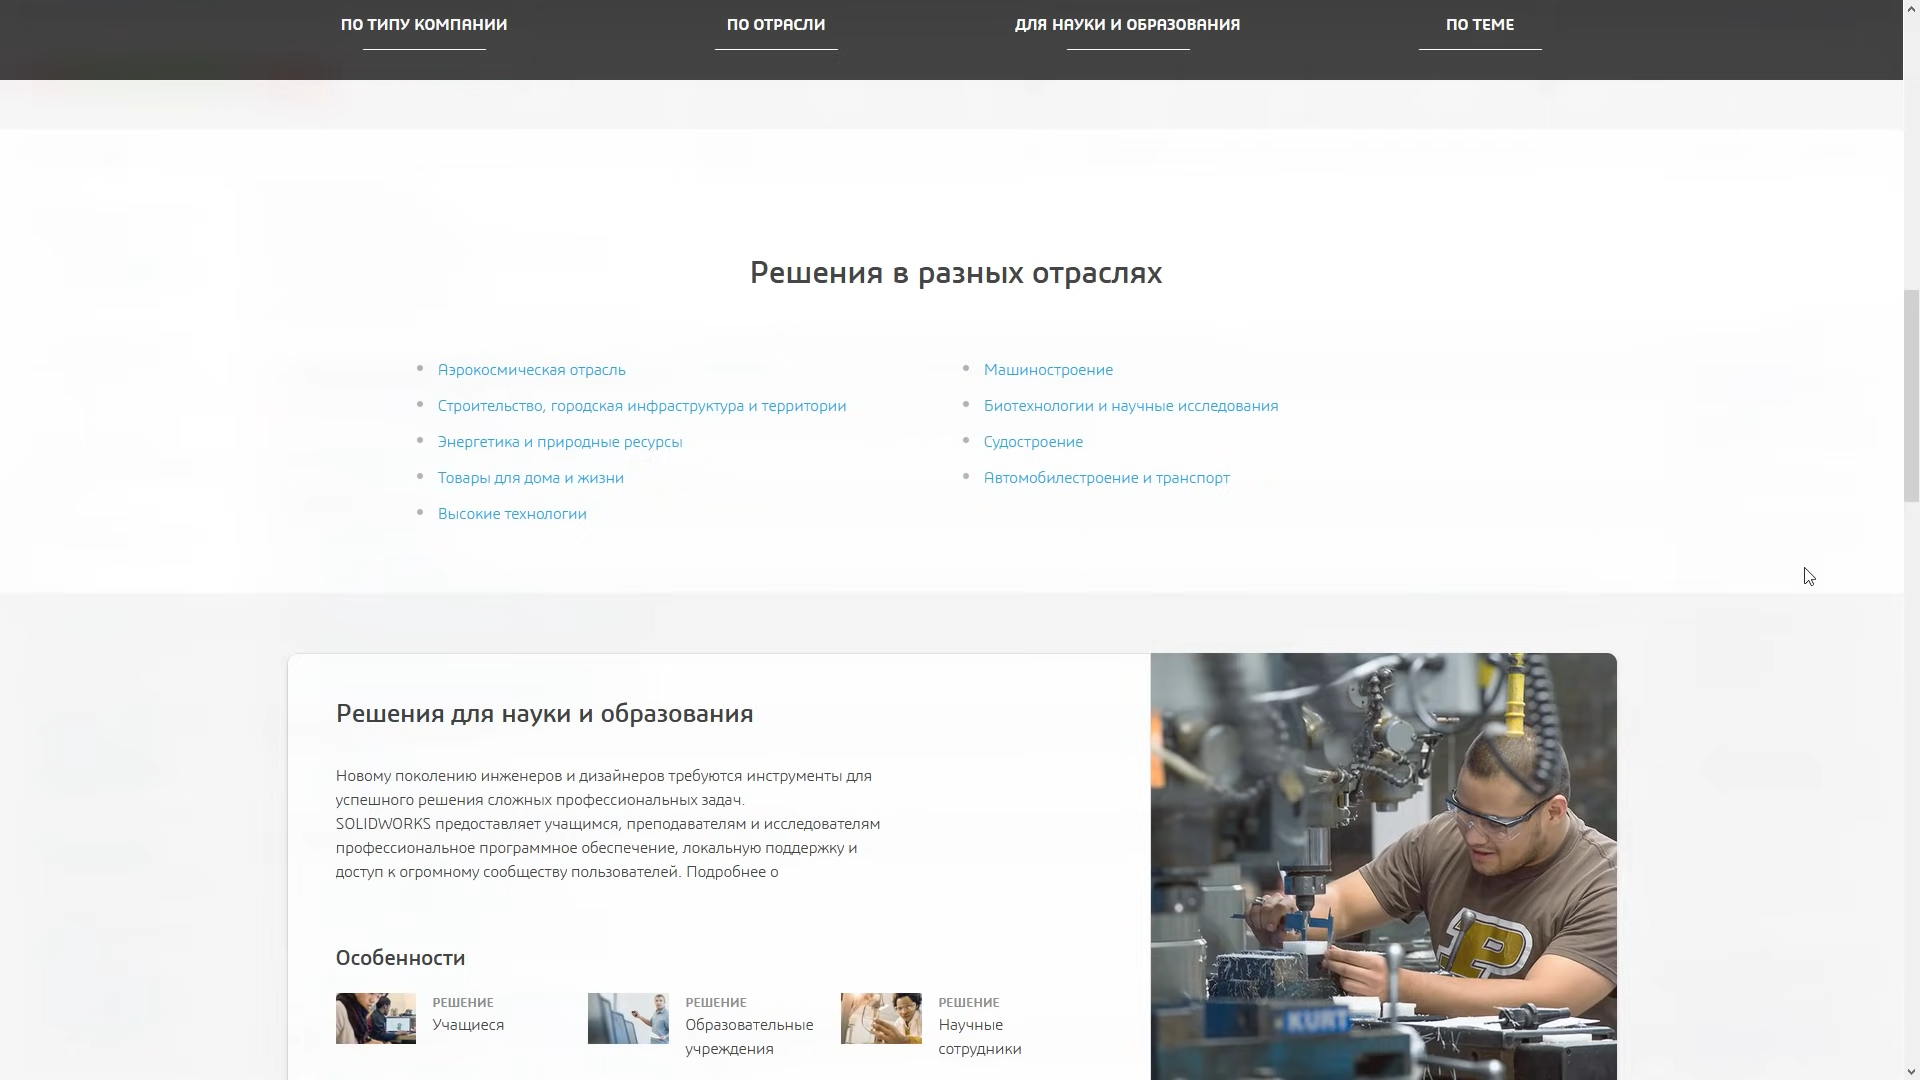 ПО ТИПУ КОМПАНИИ
ПО ОТРАСЛИ
ДЛЯ НАУКИ И ОБРАЗОВАНИЯ
ПО ТЕМЕ
Решения в разных отраслях
Аэрокосмическая отрасль
Строительство, городская инфраструктура и территории
Энергетика и природные ресурсы
Товары для дома и жизни
Высокие технологии
Машиностроение
Биотехнологии и научные исследования
Судостроение
Автомобилестроение и транспорт
Решения для науки и образования
Новому поколению инженеров и дизайнеров требуются инструменты для
успешного решения сложных профессиональных задач.
SOLIDWORKS предоставляет учащимся, преподавателям и исследователям
профессиональное программное обеспечение, локальную поддержку и
доступ к огромному сообществу пользователей. Подробнее о
Особенности
РЕШЕНИЕ
Учащиеся
РЕШЕНИЕ
Образовательные
учреждения
РЕШЕНИЕ
Научные
сотрудники
P
KURT